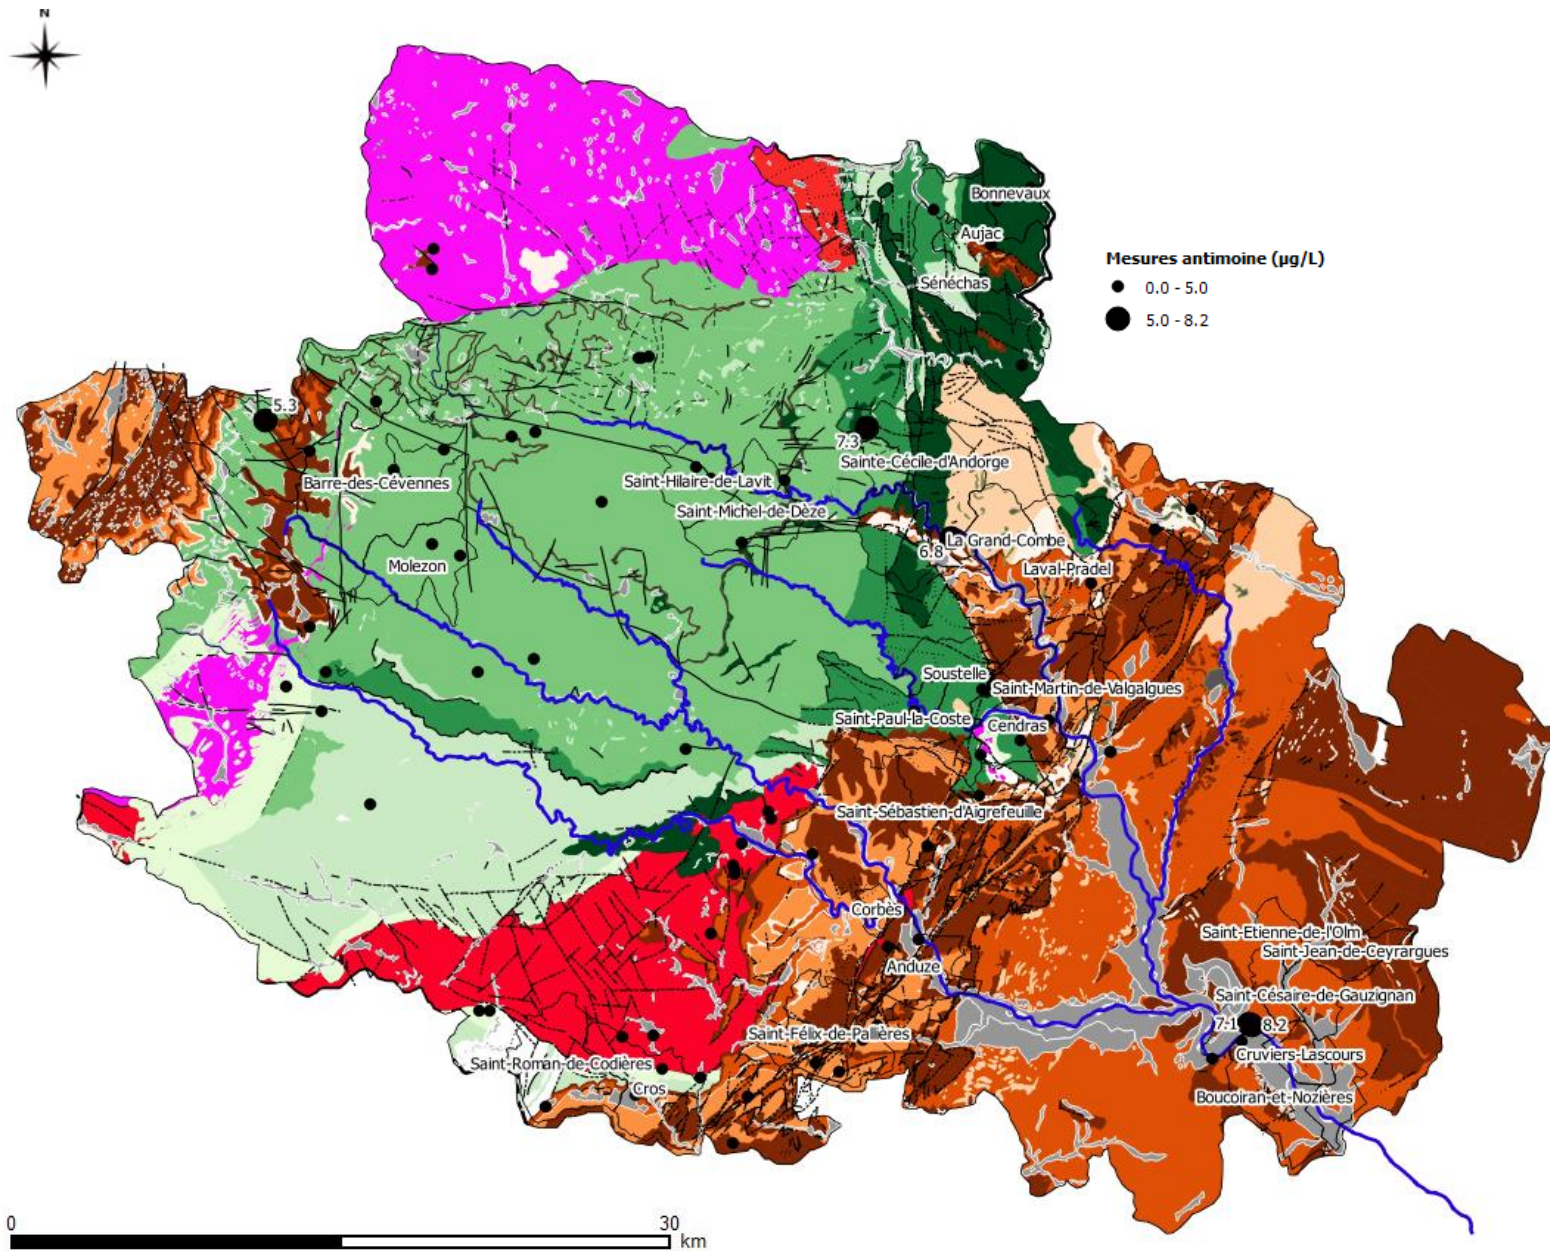 N
Bonnevaux
Aujac
Mesures antimoine (µg/L)
0.0 - 5.0
5.0 - 8.2
Sénéchas
5.3
7.3
Sainte-Cécile-d'Andorge
Barre-des-Cévennes
Saint-Hilaire-de-Lavit
Saint-Michel-de-Dèze
La Grand-Combe
6.8
Molezon
Laval-Pradel
Soustelle
Saint-Martin-de-Valgalgues
Saint-Paul-la-Coste
Cendras
Saint-Sébastien-d'Aigrefeuille
Corbès
Saint-Etienne-de-l'Olm
Saint-Jean-de-Ceyrargues
Anduze
Saint-Césaire-de-Gauzignan
7.1
8.2
Saint-Félix-de-Pallières
Cruviers-Lascours
Saint-Roman-de-Codières
Cros
Boucoiran-et-Nozières
0
30
km